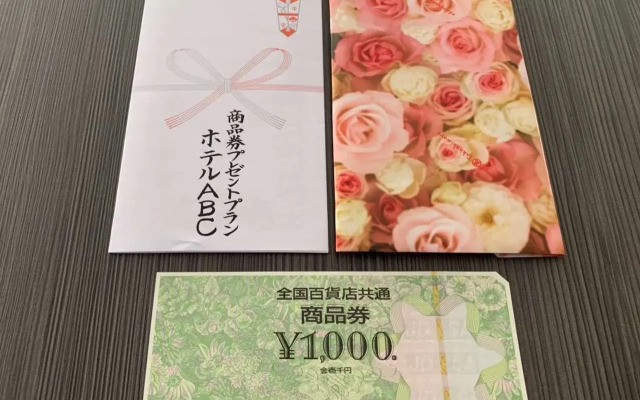 商品券プレゼントプラン
ホテルABC
全国百貨店共通
商品券
¥1,000.
金壱千円